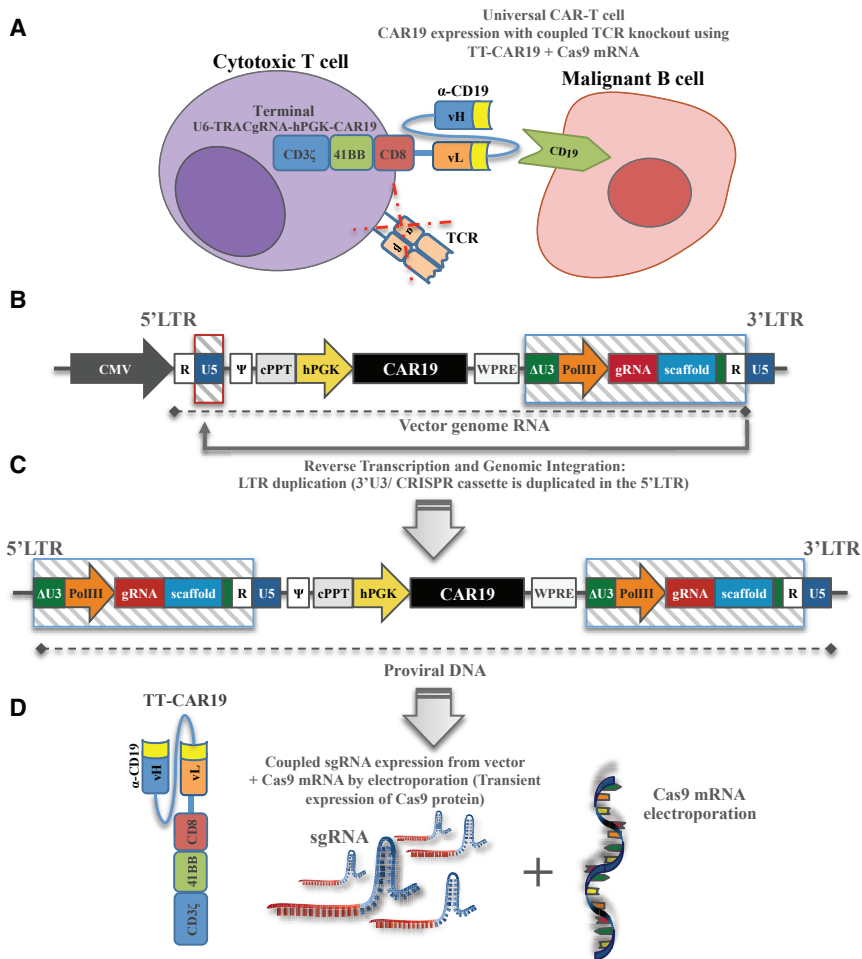 A
Universal CAR-T cell
CAR19 expression with coupled TCR knockout using
TT-CAR19 + Cas9 mRNA
Cytotoxic T cell
Malignant B cell
α-CD19
vH
Terminal
U6-TRACgRNA-hPGK-CAR19
CD3ζ 41BB CD8 vL
CD19
α
β
TCR
B
5'LTR 3'LTR
CMV R U5 Ψ cPPT hPGK CAR19 WPRE ΔU3 PolIII gRNA scaffold R U5
Vector genome RNA
C
Reverse Transcription and Genomic Integration:
LTR duplication (3'U3/ CRISPR cassette is duplicated in the 5'LTR)
5'LTR 3'LTR
ΔU3 PolIII gRNA scaffold R U5 Ψ cPPT hPGK CAR19 WPRE ΔU3 PolIII gRNA scaffold R U5
Proviral DNA
D
TT-CAR19
α-CD19
vH
vL
CD8
41BB
CD3ζ
Coupled sgRNA expression from vector
+ Cas9 mRNA by electroporation (Transient
expression of Cas9 protein)
sgRNA
+
Cas9 mRNA
electroporation